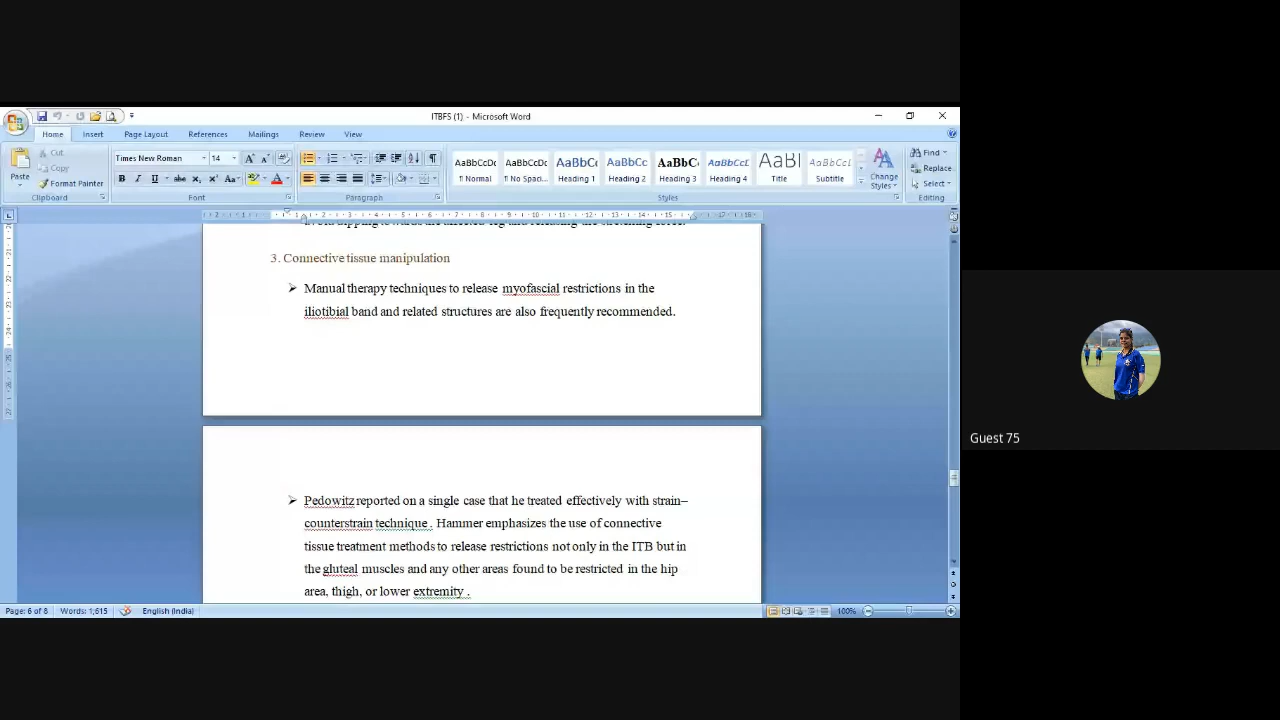 ITBFS (1) - Microsoft Word
Home Insert Page Layout References Mailings Review View
Paste Cut Copy Format Painter Clipboard
Times New Roman 14 Font
Paragraph
AaBbCcDc AaBbCcDc AaBbC AaBbCc AaBbC AaBbCcL AaBl AaBbCcL
¶ Normal ¶ No Spaci... Heading 1 Heading 2 Heading 3 Heading 4 Title Subtitle
Change Styles Styles
Find Replace Select Editing
3. Connective tissue manipulation
➢ Manual therapy techniques to release myofascial restrictions in the
iliotibial band and related structures are also frequently recommended.
➢ Pedowitz reported on a single case that he treated effectively with strain–
counterstrain technique . Hammer emphasizes the use of connective
tissue treatment methods to release restrictions not only in the ITB but in
the gluteal muscles and any other areas found to be restricted in the hip
area, thigh, or lower extremity .
Page: 6 of 8 Words: 1,615 English (India) 100%
Guest 75